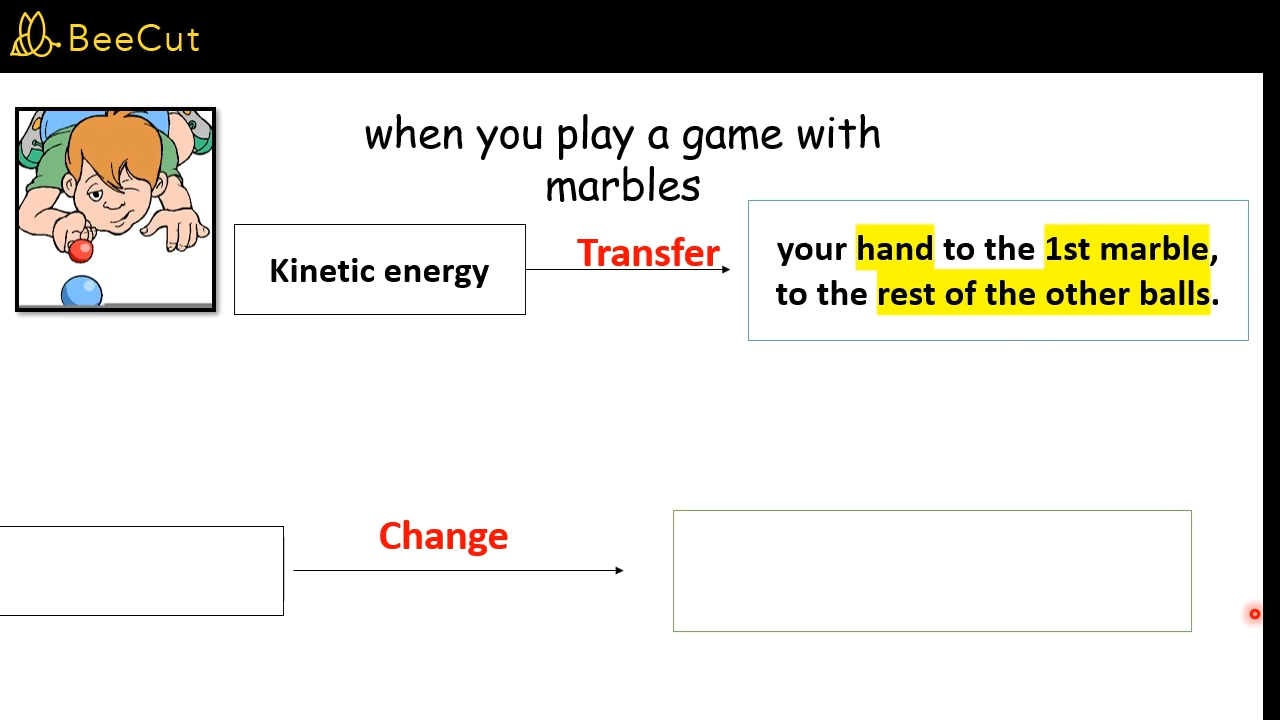 BeeCut
when you play a game with
marbles
Kinetic energy
Transfer
your hand to the 1st marble,
to the rest of the other balls.
Change